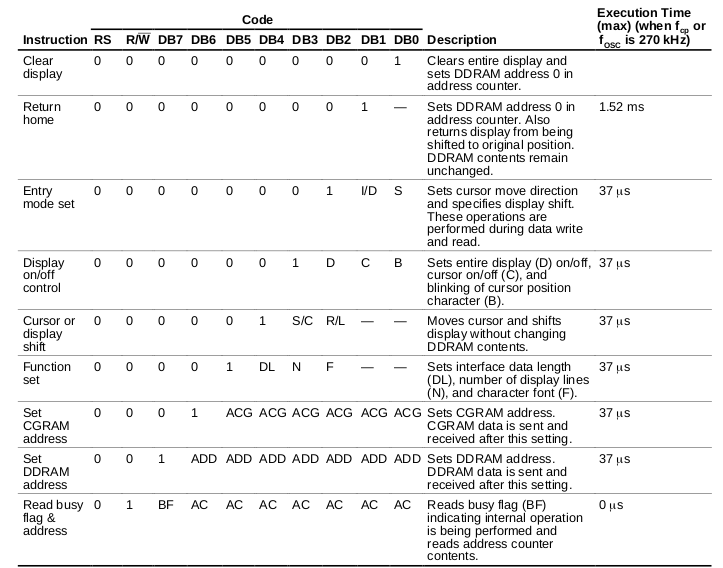 Code
Execution Time
(max) (when fcp or
fOSC is 270 kHz)
Instruction RS R/W̅ DB7 DB6 DB5 DB4 DB3 DB2 DB1 DB0 Description
Clear 0 0 0 0 0 0 0 0 0 1 Clears entire display and
display sets DDRAM address 0 in
address counter.
Return 0 0 0 0 0 0 0 0 1 — Sets DDRAM address 0 in 1.52 ms
home address counter. Also
returns display from being
shifted to original position.
DDRAM contents remain
unchanged.
Entry 0 0 0 0 0 0 0 1 I/D S Sets cursor move direction 37 µs
mode set and specifies display shift.
These operations are
performed during data write
and read.
Display 0 0 0 0 0 0 1 D C B Sets entire display (D) on/off, 37 µs
on/off cursor on/off (C), and
control blinking of cursor position
character (B).
Cursor or 0 0 0 0 0 1 S/C R/L — — Moves cursor and shifts 37 µs
display display without changing
shift DDRAM contents.
Function 0 0 0 0 1 DL N F — — Sets interface data length 37 µs
set (DL), number of display lines
(N), and character font (F).
Set 0 0 0 1 ACG ACG ACG ACG ACG ACG Sets CGRAM address. 37 µs
CGRAM CGRAM data is sent and
address received after this setting.
Set 0 0 1 ADD ADD ADD ADD ADD ADD ADD Sets DDRAM address. 37 µs
DDRAM DDRAM data is sent and
address received after this setting.
Read busy 0 1 BF AC AC AC AC AC AC AC Reads busy flag (BF) 0 µs
flag & indicating internal operation
address is being performed and
reads address counter
contents.